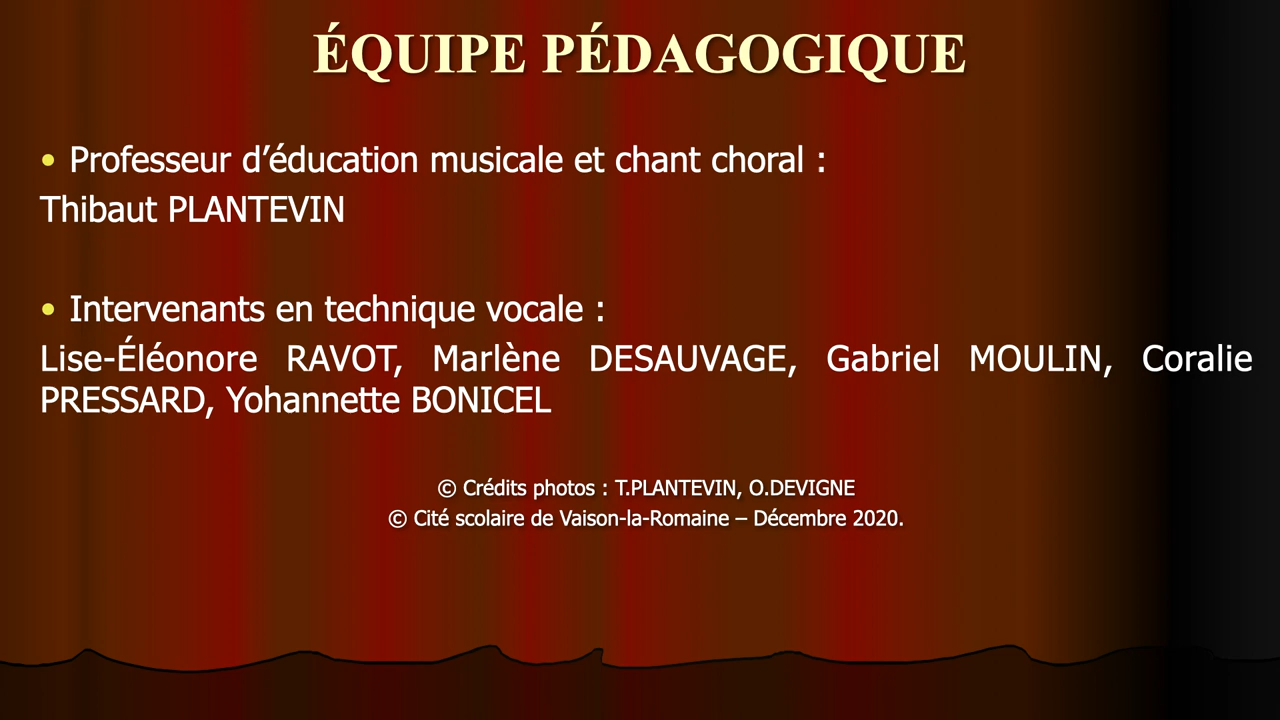 ÉQUIPE PÉDAGOGIQUE
• Professeur d’éducation musicale et chant choral :
Thibaut PLANTEVIN
• Intervenants en technique vocale :
Lise-Éléonore RAVOT, Marlène DESAUVAGE, Gabriel MOULIN, Coralie
PRESSARD, Yohannette BONICEL
© Crédits photos : T.PLANTEVIN, O.DEVIGNE
© Cité scolaire de Vaison-la-Romaine – Décembre 2020.